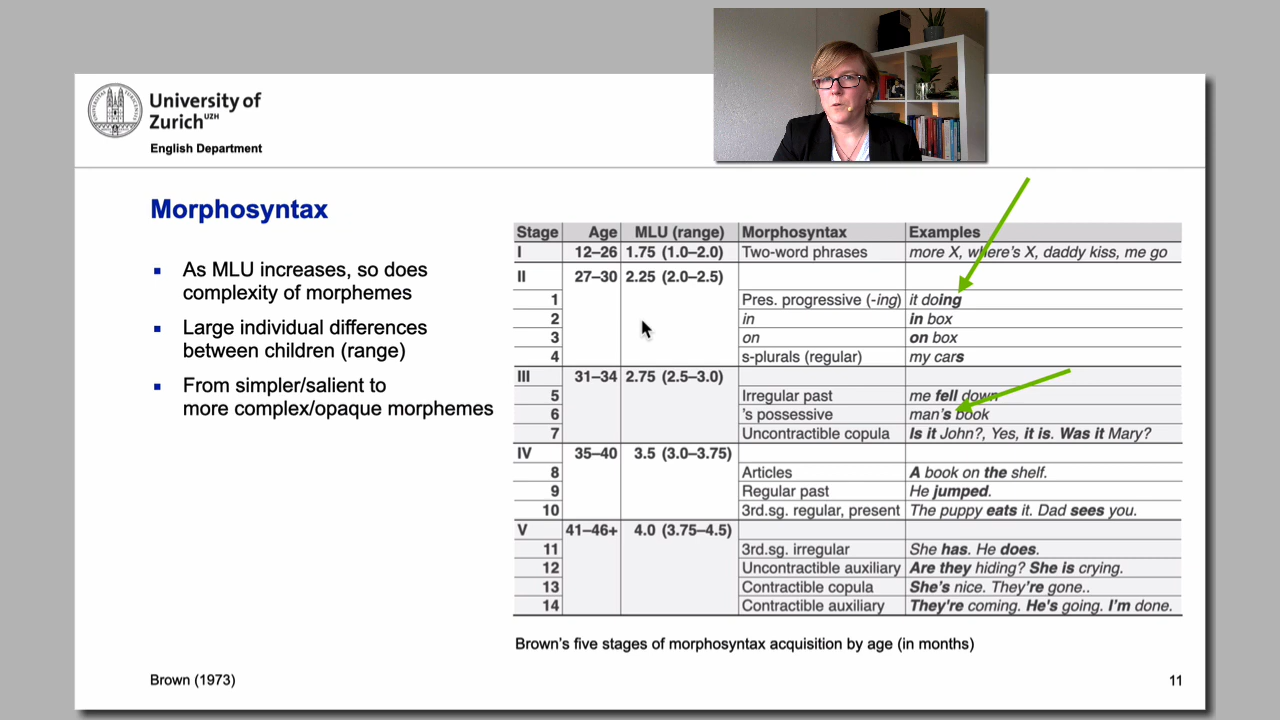 University of
Zurich UZH
English Department
Morphosyntax
▪ As MLU increases, so does
complexity of morphemes
▪ Large individual differences
between children (range)
▪ From simpler/salient to
more complex/opaque morphemes
Stage Age MLU (range) Morphosyntax Examples
I 12–26 1.75 (1.0–2.0) Two-word phrases more X, where's X, daddy kiss, me go
II 27–30 2.25 (2.0–2.5)
1 Pres. progressive (-ing) it doing
2 in in box
3 on on box
4 s-plurals (regular) my cars
III 31–34 2.75 (2.5–3.0)
5 Irregular past me fell down
6 's possessive man's book
7 Uncontractible copula Is it John?, Yes, it is. Was it Mary?
IV 35–40 3.5 (3.0–3.75)
8 Articles A book on the shelf.
9 Regular past He jumped.
10 3rd.sg. regular, present The puppy eats it. Dad sees you.
V 41–46+ 4.0 (3.75–4.5)
11 3rd.sg. irregular She has. He does.
12 Uncontractible auxiliary Are they hiding? She is crying.
13 Contractible copula She's nice. They're gone..
14 Contractible auxiliary They're coming. He's going. I'm done.
Brown's five stages of morphosyntax acquisition by age (in months)
Brown (1973)
11